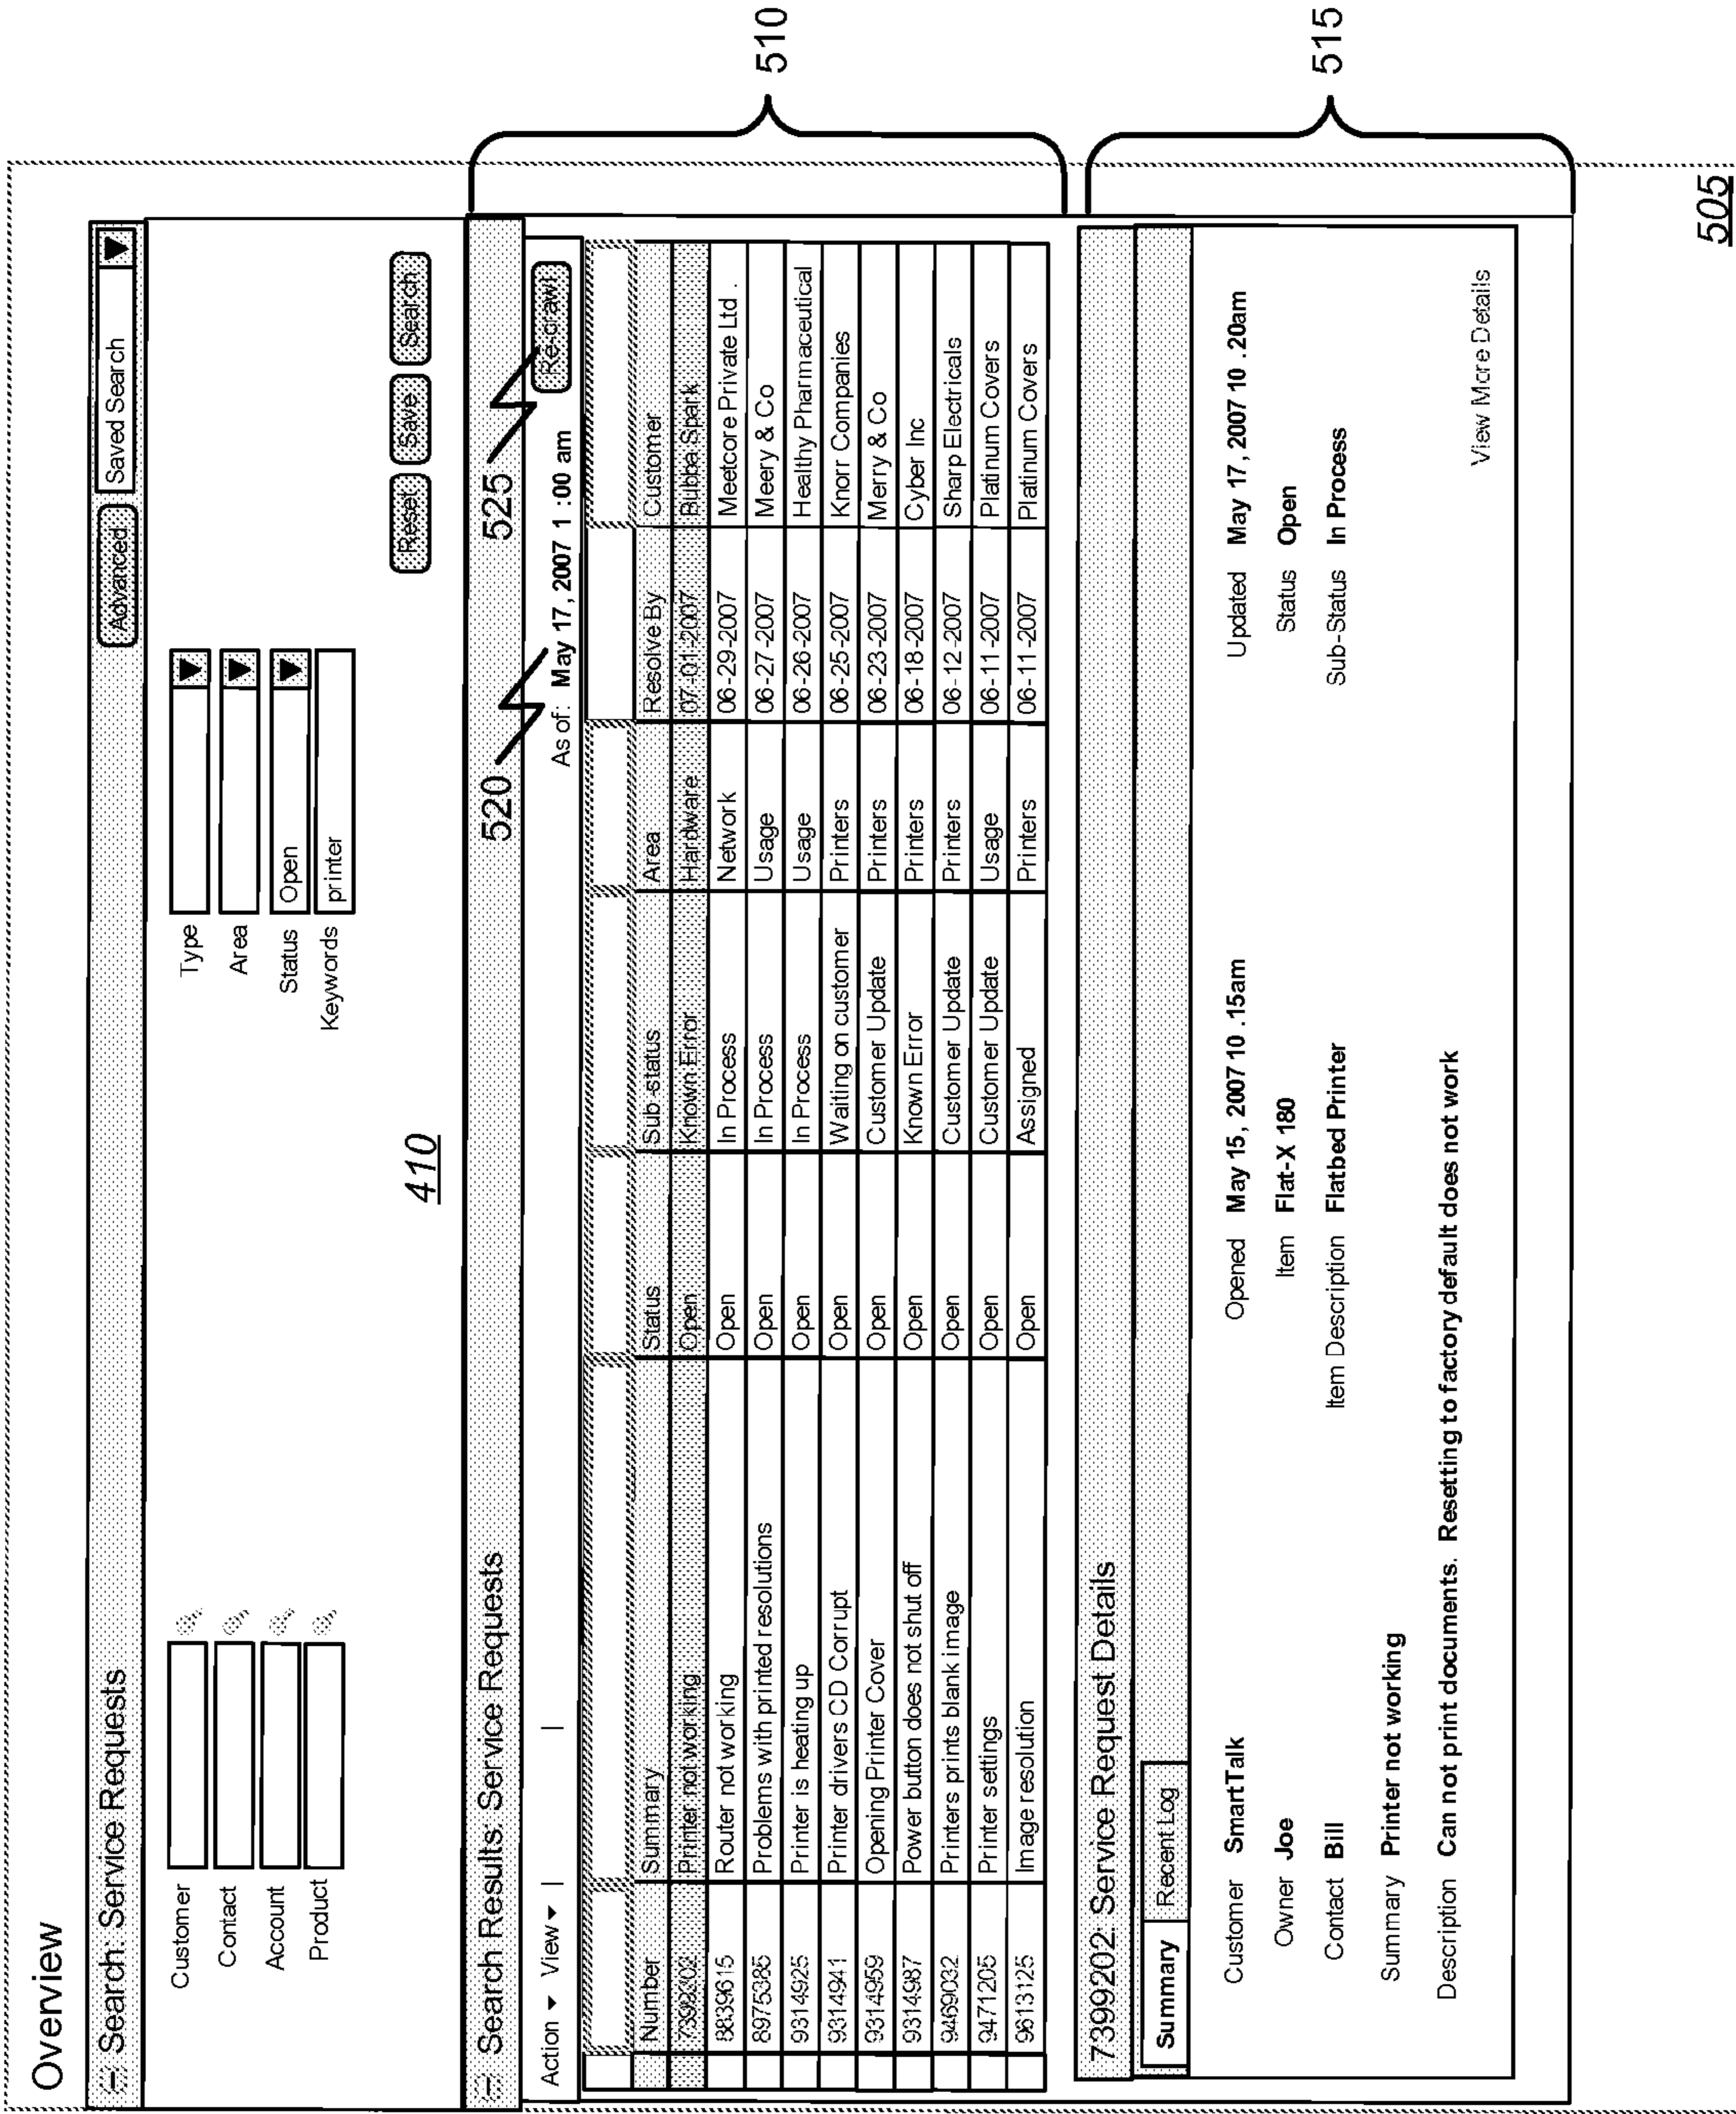 Overview
Search: Service Requests Advanced Saved Search
Customer Type
Contact Area
Account Status Open
Product Keywords printer
410
Reset Save Search
Search Results: Service Requests 520 525
Action View As of: May 17, 2007 1 :00 am Re-crawl
Number Summary Status Sub-status Area Resolve By Customer
7399202 Printer not working Open Known Error Hardware 07-01-2007 Bubba Spark
8839615 Router not working Open In Process Network 06-29-2007 Meetcore Private Ltd .
8975385 Problems with printed resolutions Open In Process Usage 06-27-2007 Meery & Co
9314925 Printer is heating up Open In Process Usage 06-26-2007 Healthy Pharmaceutical
9314941 Printer drivers CD Corrupt Open Waiting on customer Printers 06-25-2007 Knorr Companies
9314959 Opening Printer Cover Open Customer Update Printers 06-23-2007 Merry & Co
9314987 Power button does not shut off Open Known Error Printers 06-18-2007 Cyber Inc
9469032 Printers prints blank image Open Customer Update Printers 06-12-2007 Sharp Electricals
9471205 Printer settings Open Customer Update Usage 06-11-2007 Platinum Covers
9613125 Image resolution Open Assigned Printers 06-11-2007 Platinum Covers
510
7399202: Service Request Details
Summary Recent Log
Customer SmartTalk Opened May 15, 2007 10 .15am Updated May 17, 2007 10 .20am
Owner Joe Item Flat-X 180 Status Open
Contact Bill Item Description Flatbed Printer Sub-Status In Process
Summary Printer not working
Description Can not print documents. Resetting to factory default does not work
View More Details
515
505